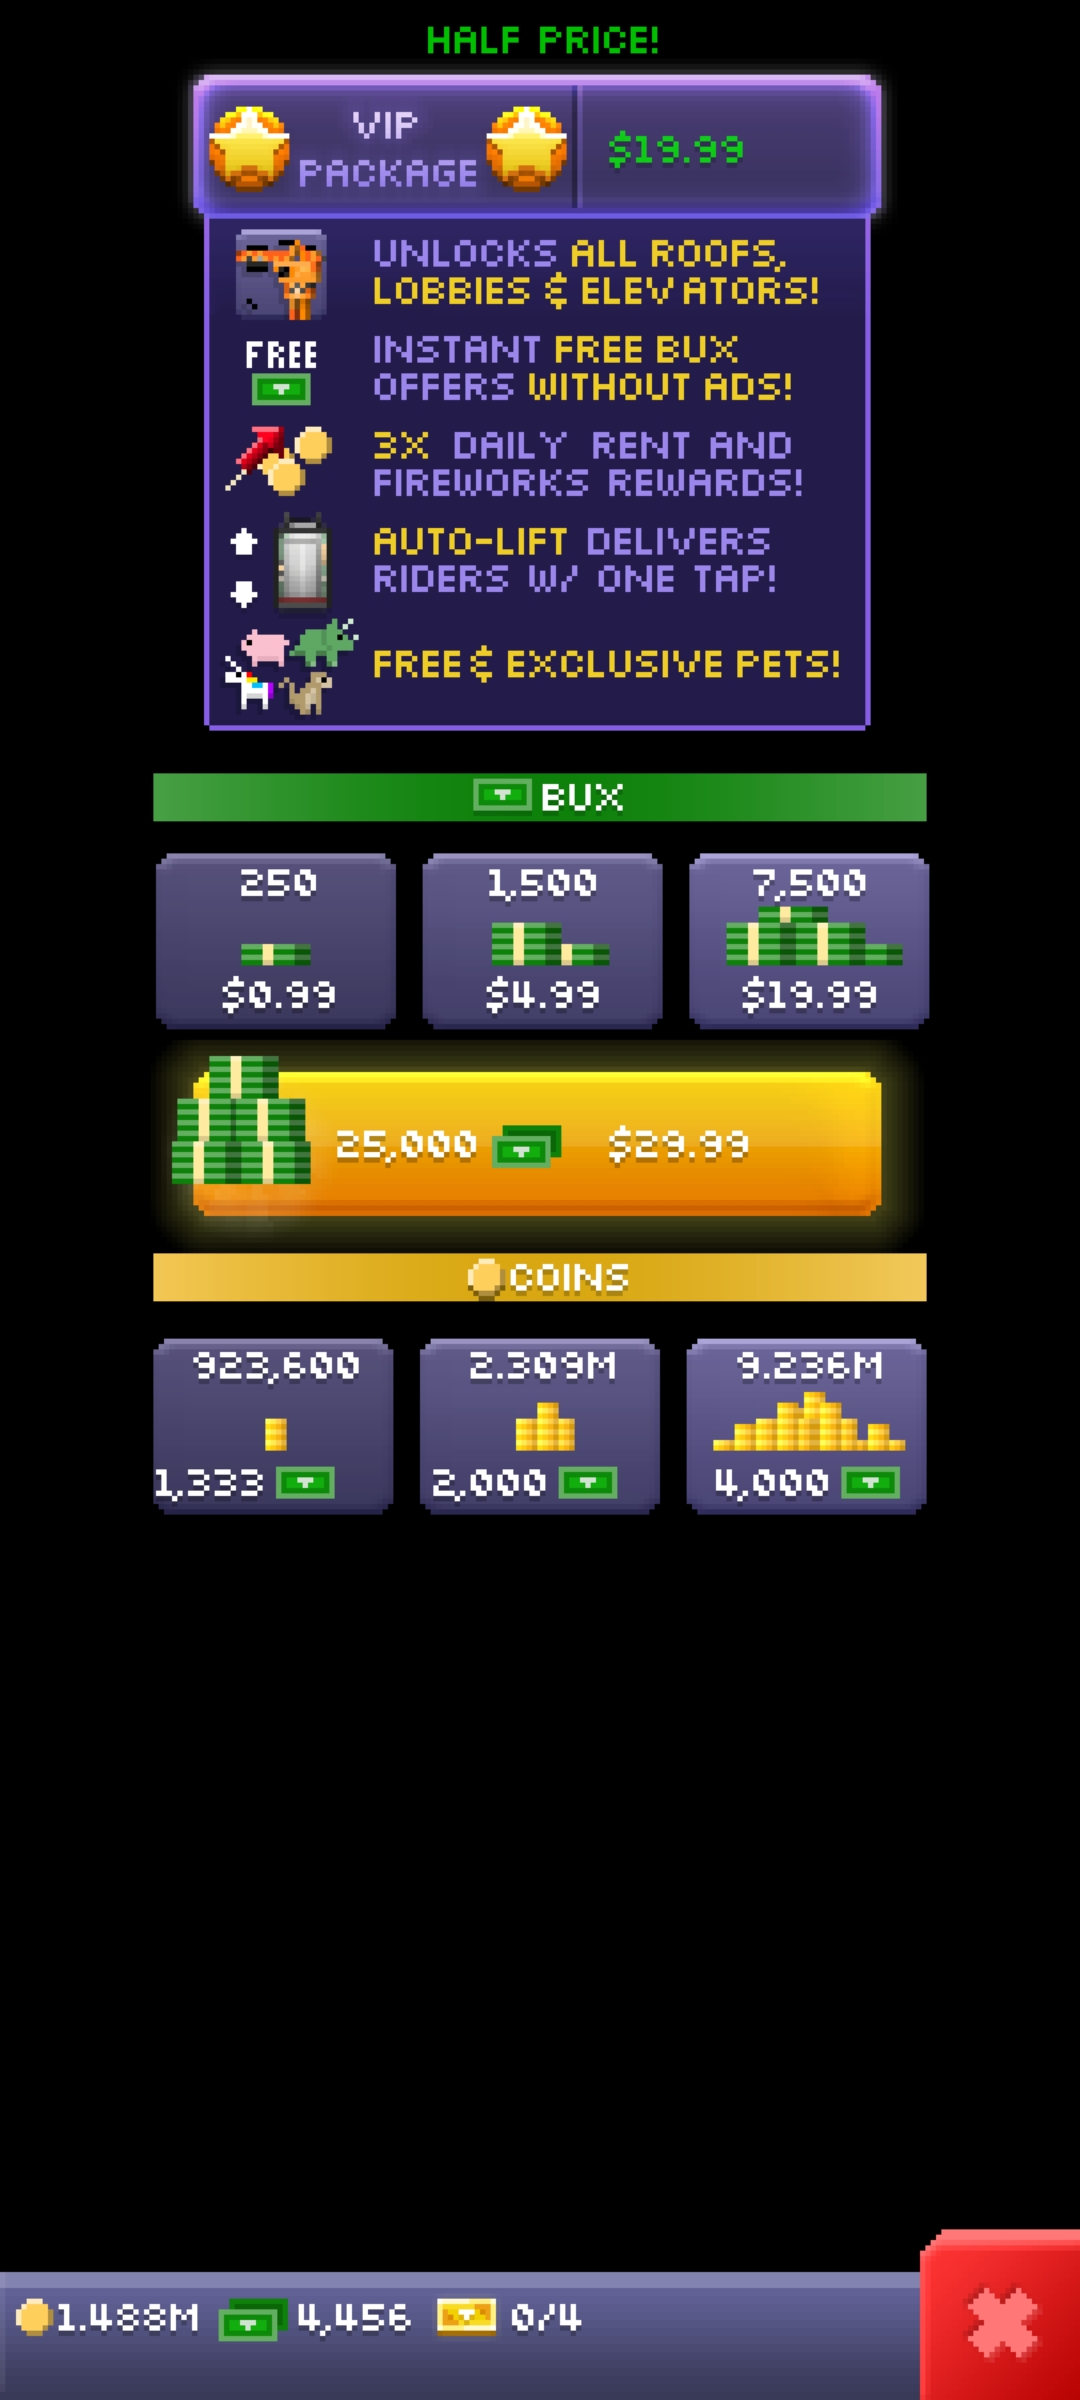 HALF PRICE!
VIP
PACKAGE
$19.99
UNLOCKS ALL ROOFS,
LOBBIES & ELEVATORS!
FREE
INSTANT FREE BUX
OFFERS WITHOUT ADS!
3X DAILY RENT AND
FIREWORKS REWARDS!
AUTO-LIFT DELIVERS
RIDERS W/ ONE TAP!
FREE & EXCLUSIVE PETS!
BUX
250
$0.99
1,500
$4.99
7,500
$19.99
25,000 $29.99
COINS
923,600
1,333
2.309M
2,000
9.236M
4,000
1.488M 4,456 0/4